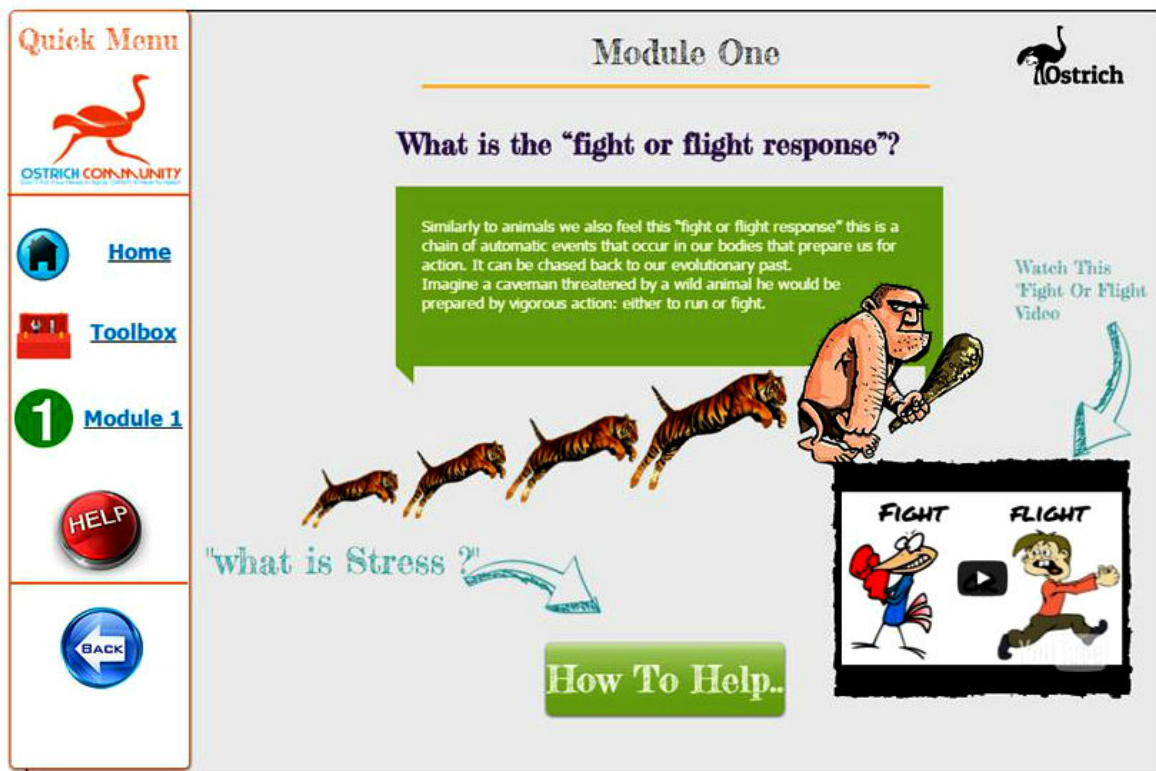 Quick Menu
OSTRICH COMMUNITY
Home
Toolbox
1
Module 1
HELP
BACK
Module One
Ostrich
What is the “fight or flight response”?
Similarly to animals we also feel this “fight or flight response” this is a
chain of automatic events that occur in our bodies that prepare us for
action. It can be chased back to our evolutionary past.
Imagine a caveman threatened by a wild animal he would be
prepared by vigorous action: either to run or fight.
Watch This
'Fight Or Flight
Video
FIGHT
FLIGHT
"what is Stress ?"
How To Help..